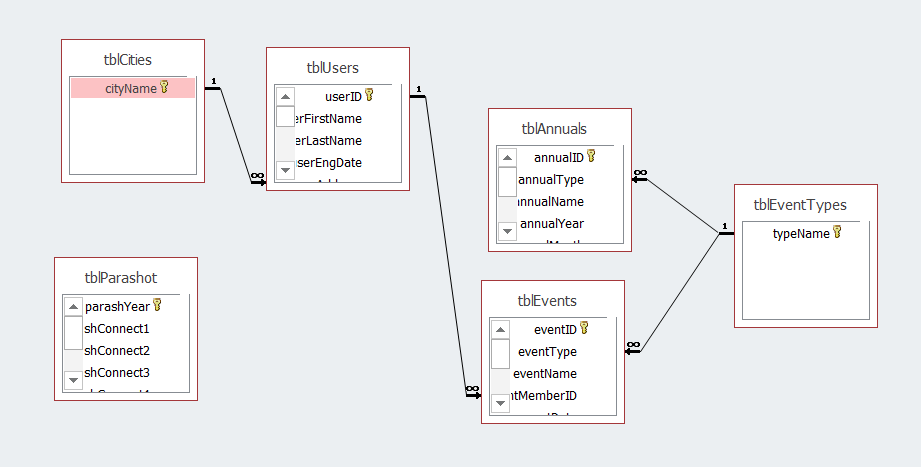 tblCities
cityName
1
∞
tblUsers
userID
erFirstName
erLastName
userEngDate
1
∞
tblAnnuals
annualID
annualType
annualName
annualYear
∞
tblEventTypes
typeName
1
∞
tblEvents
eventID
eventType
eventName
ntMemberID
tblParashot
parashYear
shConnect1
shConnect2
shConnect3